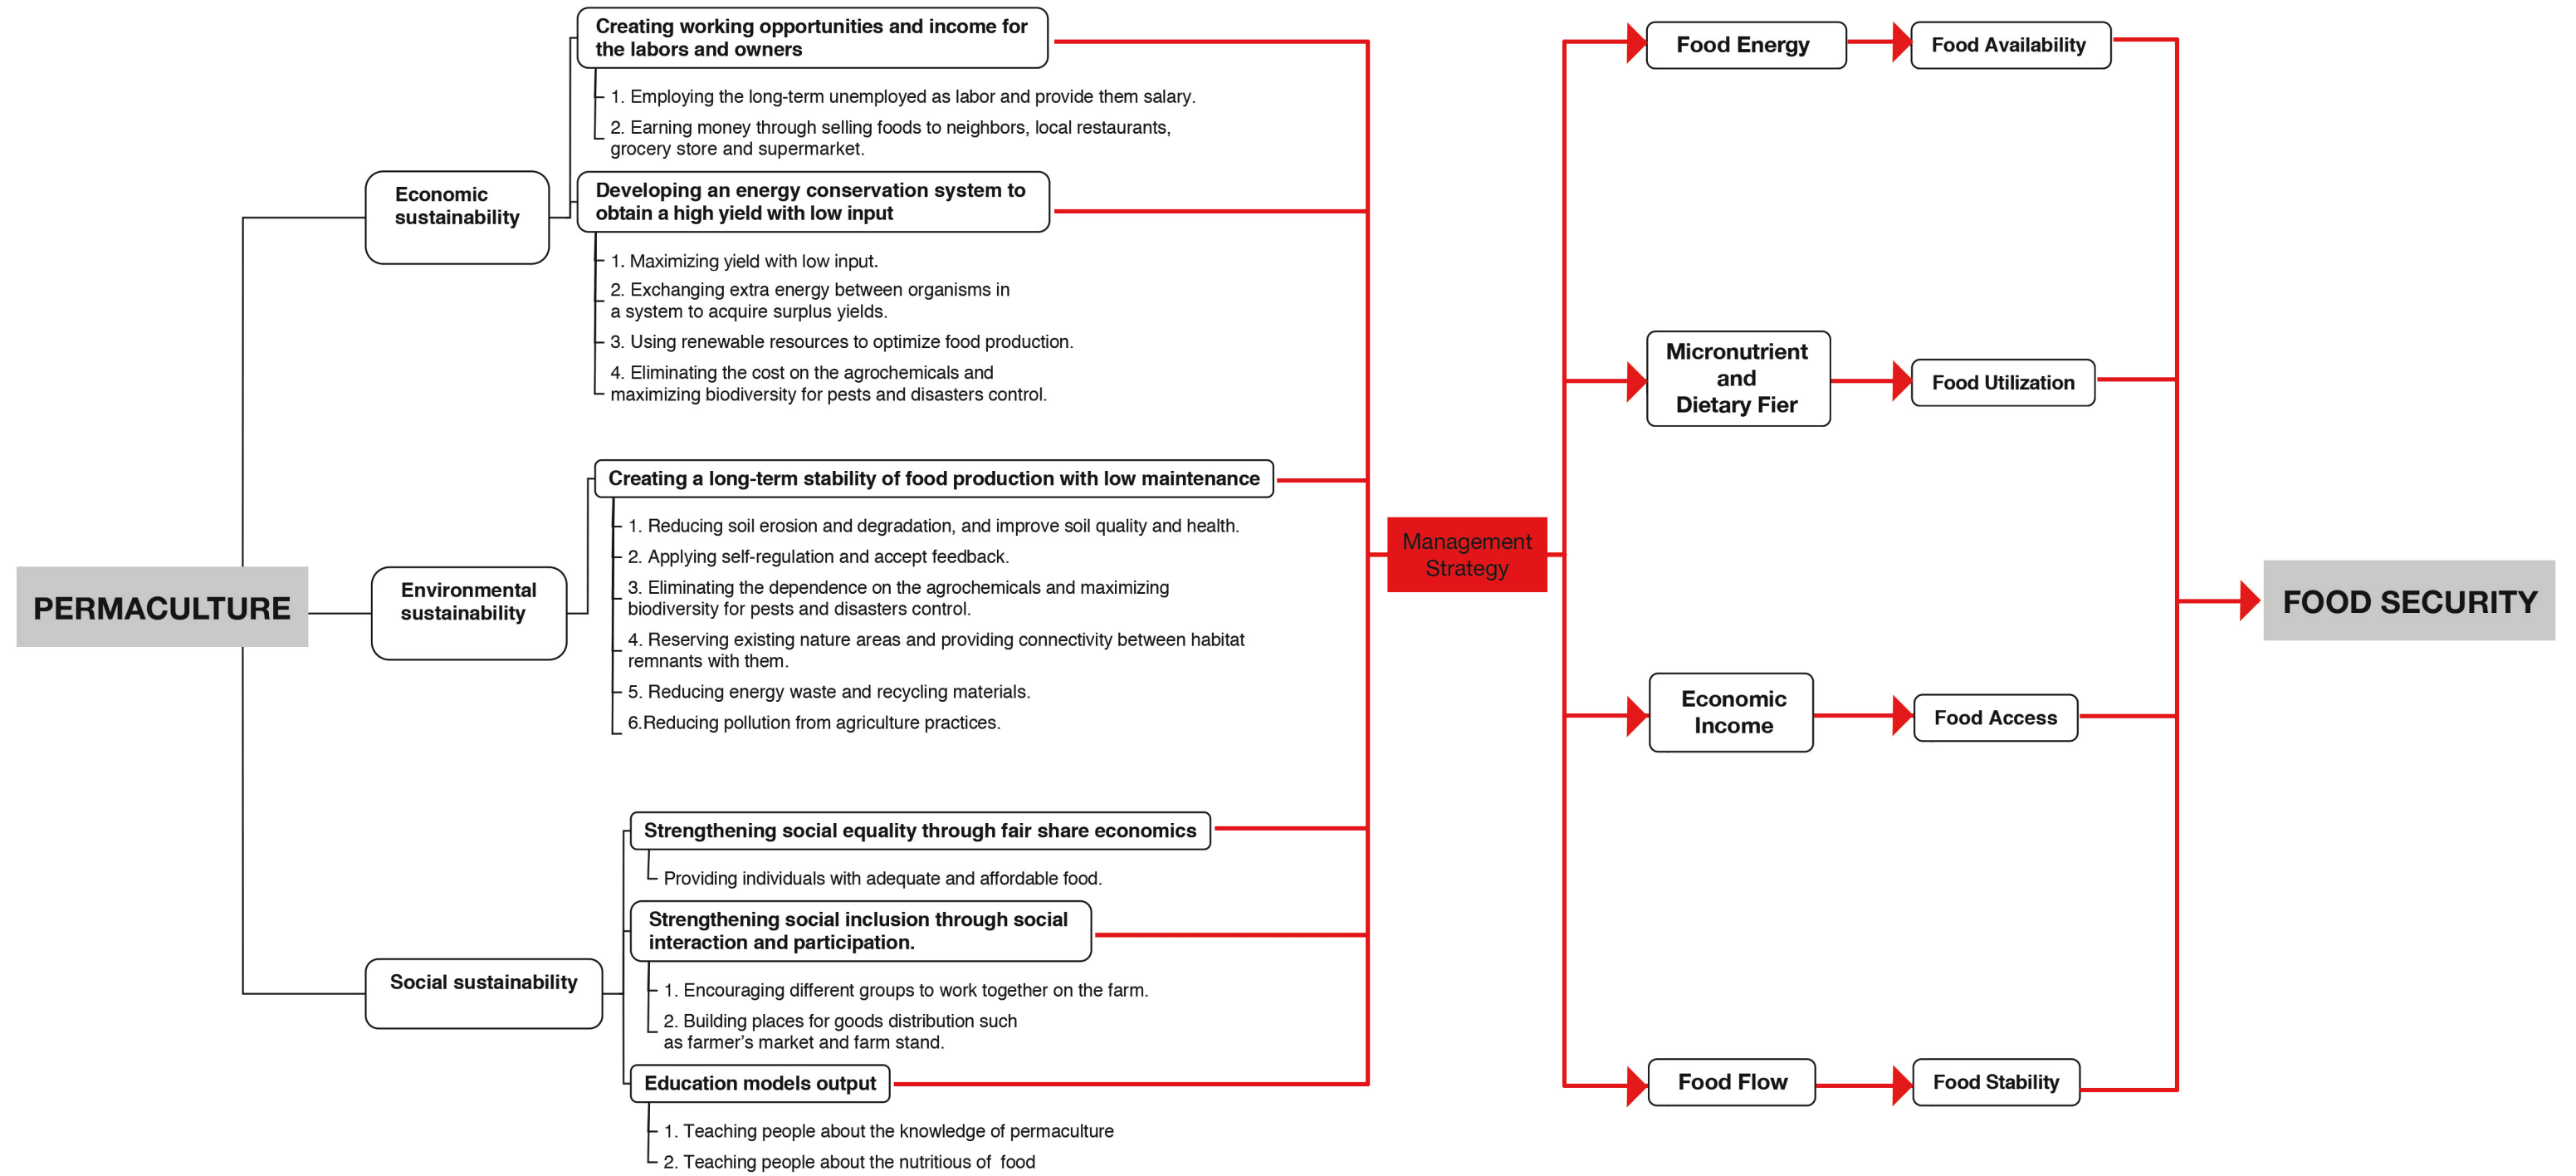 PERMACULTURE
Economic
sustainability
Creating working opportunities and income for
the labors and owners
1. Employing the long-term unemployed as labor and provide them salary.
2. Earning money through selling foods to neighbors, local restaurants,
grocery store and supermarket.
Developing an energy conservation system to
obtain a high yield with low input
1. Maximizing yield with low input.
2. Exchanging extra energy between organisms in
a system to acquire surplus yields.
3. Using renewable resources to optimize food production.
4. Eliminating the cost on the agrochemicals and
maximizing biodiversity for pests and disasters control.
Environmental
sustainability
Creating a long-term stability of food production with low maintenance
1. Reducing soil erosion and degradation, and improve soil quality and health.
2. Applying self-regulation and accept feedback.
3. Eliminating the dependence on the agrochemicals and maximizing
biodiversity for pests and disasters control.
4. Reserving existing nature areas and providing connectivity between habitat
remnants with them.
5. Reducing energy waste and recycling materials.
6.Reducing pollution from agriculture practices.
Social sustainability
Strengthening social equality through fair share economics
Providing individuals with adequate and affordable food.
Strengthening social inclusion through social
interaction and participation.
1. Encouraging different groups to work together on the farm.
2. Building places for goods distribution such
as farmer’s market and farm stand.
Education models output
1. Teaching people about the knowledge of permaculture
2. Teaching people about the nutritious of food
Management
Strategy
Food Energy
Food Availability
Micronutrient
and
Dietary Fier
Food Utilization
Economic
Income
Food Access
Food Flow
Food Stability
FOOD SECURITY